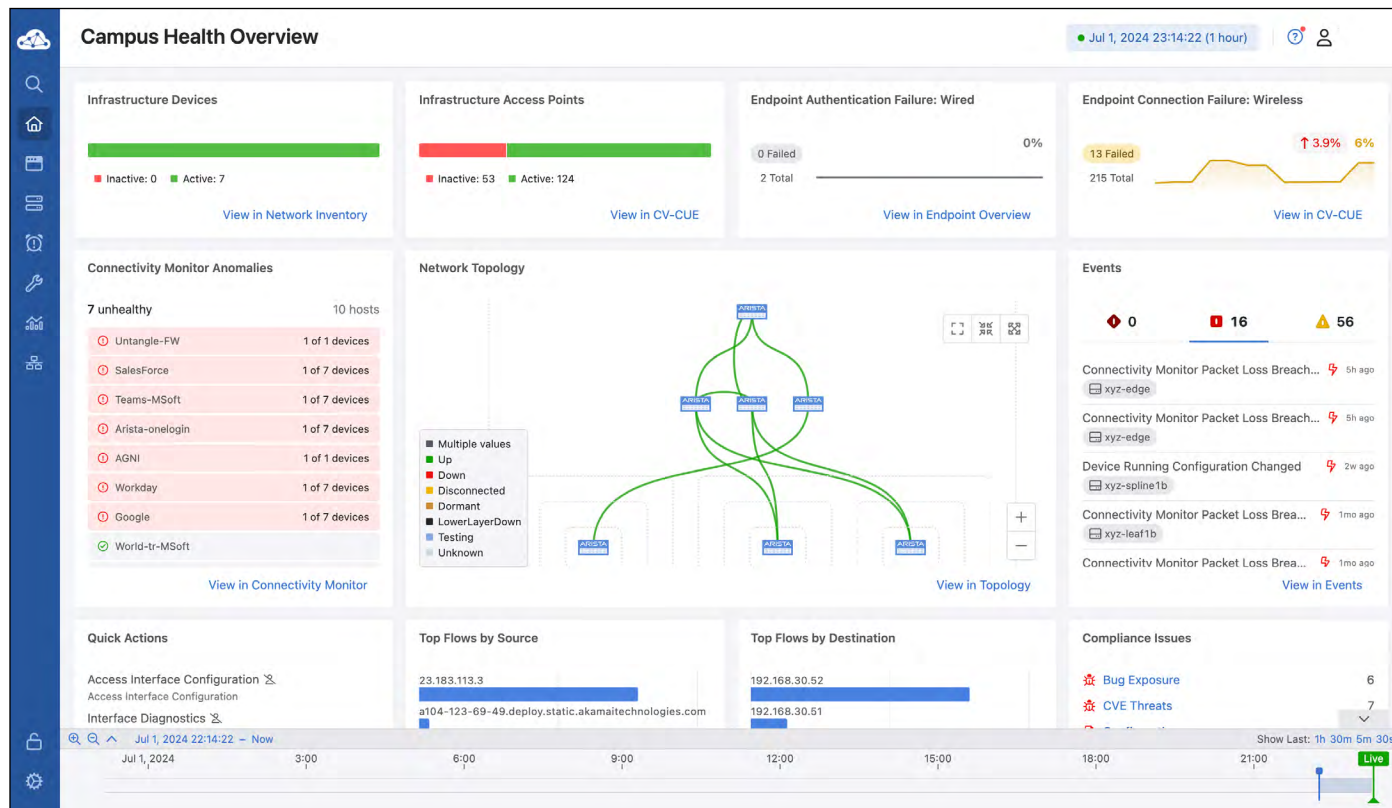 Campus Health Overview
Jul 1, 2024 23:14:22 (1 hour)
Infrastructure Devices
Inactive: 0 Active: 7
View in Network Inventory
Infrastructure Access Points
Inactive: 53 Active: 124
View in CV-CUE
Endpoint Authentication Failure: Wired
0%
0 Failed
2 Total
View in Endpoint Overview
Endpoint Connection Failure: Wireless
3.9% 6%
13 Failed
215 Total
View in CV-CUE
Connectivity Monitor Anomalies
7 unhealthy 10 hosts
Untangle-FW 1 of 1 devices
SalesForce 1 of 7 devices
Teams-MSoft 1 of 7 devices
Arista-onelogin 1 of 7 devices
AGNI 1 of 1 devices
Workday 1 of 7 devices
Google 1 of 7 devices
World-tr-MSoft
View in Connectivity Monitor
Network Topology
ARISTA
ARISTA ARISTA ARISTA
Multiple values
Up
Down
Disconnected
Dormant
LowerLayerDown
Testing
Unknown
ARISTA ARISTA ARISTA
View in Topology
Events
0 16 56
Connectivity Monitor Packet Loss Breach... 5h ago
xyz-edge
Connectivity Monitor Packet Loss Breach... 5h ago
xyz-edge
Device Running Configuration Changed 2w ago
xyz-spline1b
Connectivity Monitor Packet Loss Brea... 1mo ago
xyz-leaf1b
Connectivity Monitor Packet Loss Brea... 1mo ago
View in Events
Quick Actions
Access Interface Configuration
Access Interface Configuration
Interface Diagnostics
Top Flows by Source
23.183.113.3
a104-123-69-49.deploy.static.akamaitechnologies.com
Top Flows by Destination
192.168.30.52
192.168.30.51
Compliance Issues
Bug Exposure 6
CVE Threats 7
Jul 1, 2024 22:14:22 – Now
Show Last: 1h 30m 5m 30s
Jul 1, 2024 3:00 6:00 9:00 12:00 15:00 18:00 21:00 Live